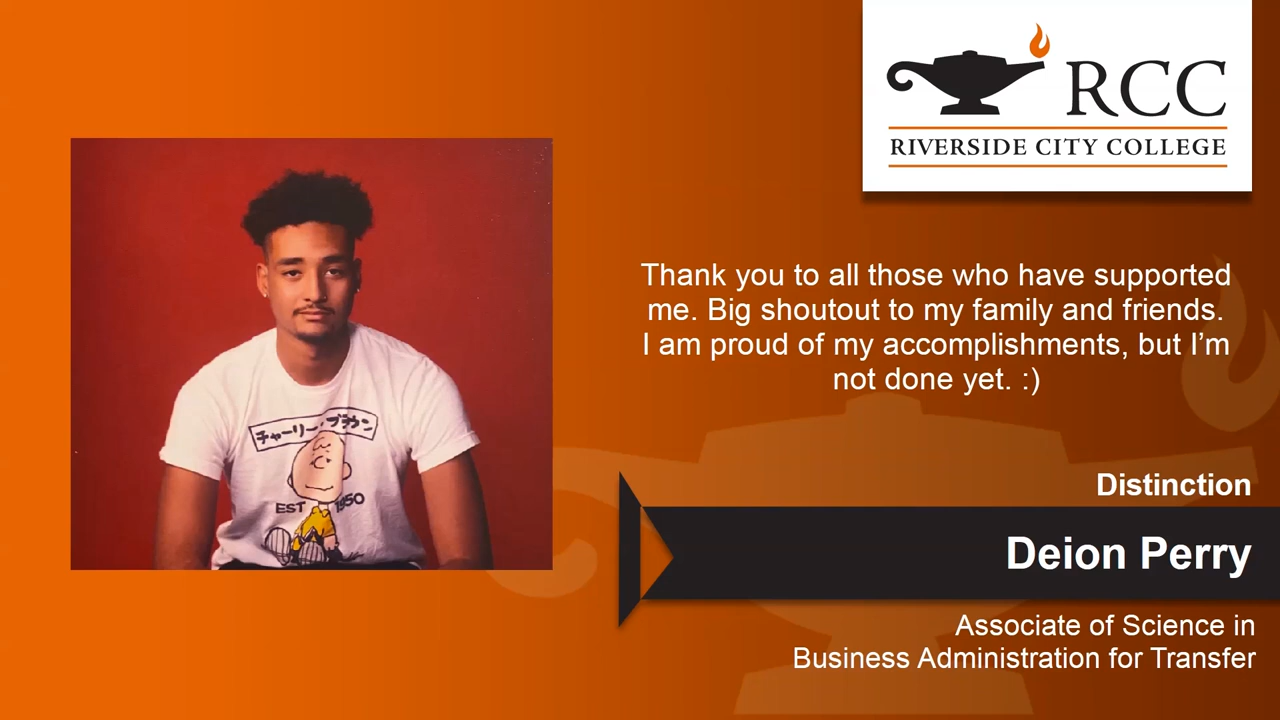 RCC
RIVERSIDE CITY COLLEGE
Thank you to all those who have supported
me. Big shoutout to my family and friends.
I am proud of my accomplishments, but I’m
not done yet. :)
チャーリー・ブラウン
EST 1950
Distinction
Deion Perry
Associate of Science in
Business Administration for Transfer